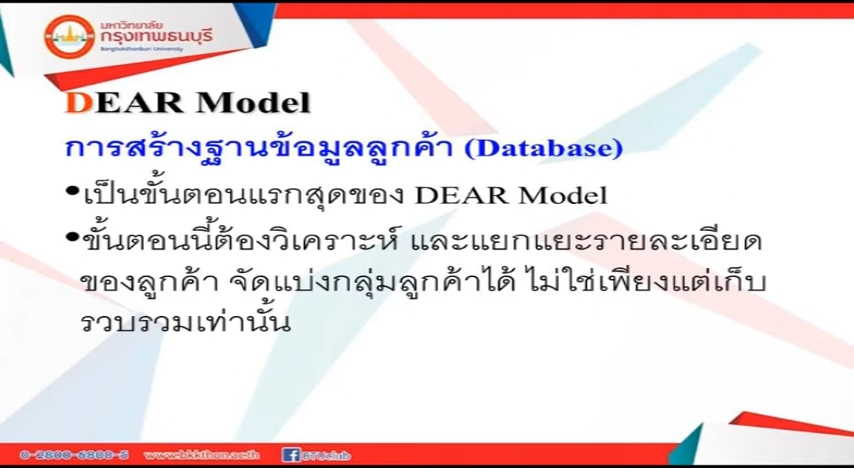 มหาวิทยาลัย
กรุงเทพธนบุรี
Bangkokthonburi University
DEAR Model
การสร้างฐานข้อมูลลูกค้า (Database)
•เป็นขั้นตอนแรกสุดของ DEAR Model
•ขั้นตอนนี้ต้องวิเคราะห์ และแยกแยะรายละเอียด
ของลูกค้า จัดแบ่งกลุ่มลูกค้าได้ ไม่ใช่เพียงแต่เก็บ
รวบรวมเท่านั้น
0-2800-6800-5 www.bkkthon.ac.th BTUclub